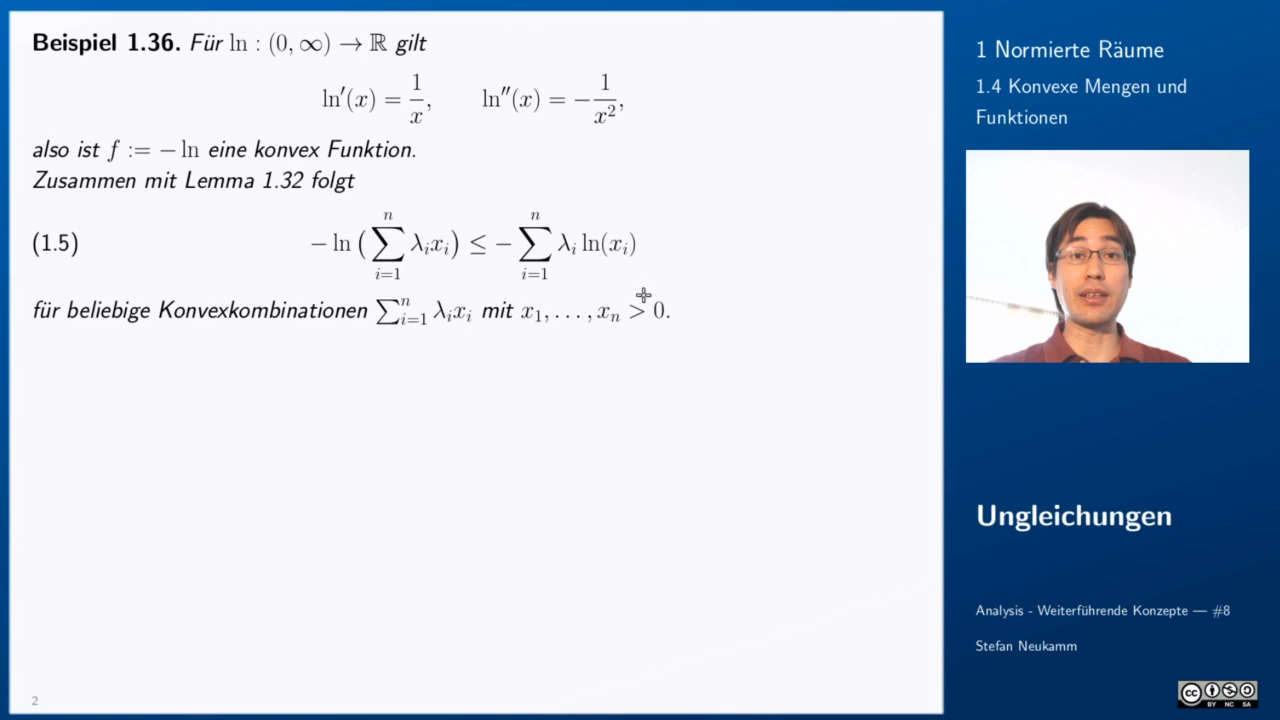 Beispiel 1.36. Für ln : (0, ∞) → ℝ gilt
ln′(x) = 1/x, ln″(x) = −1/x²,
also ist f := − ln eine konvex Funktion.
Zusammen mit Lemma 1.32 folgt
(1.5) − ln (∑_{i=1}^{n} λ_i x_i) ≤ − ∑_{i=1}^{n} λ_i ln(x_i)
für beliebige Konvexkombinationen ∑_{i=1}^{n} λ_i x_i mit x_1, . . . , x_n > 0.
2
1 Normierte Räume
1.4 Konvexe Mengen und
Funktionen
Ungleichungen
Analysis - Weiterführende Konzepte — #8
Stefan Neukamm
cc
BY NC SA